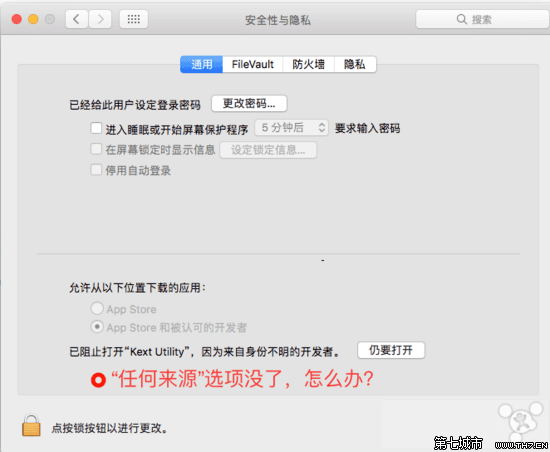 安全性与隐私
搜索
通用 FileVault 防火墙 隐私
已经给此用户设定登录密码 更改密码...
进入睡眠或开始屏幕保护程序 5 分钟后 要求输入密码
在屏幕锁定时显示信息 设定锁定信息...
停用自动登录
允许从以下位置下载的应用：
App Store
App Store 和被认可的开发者
已阻止打开“Kext Utility”，因为来自身份不明的开发者。 仍要打开
“任何来源”选项没了，怎么办？
点按锁按钮以进行更改。
第七城市
WWW.TH7.CN